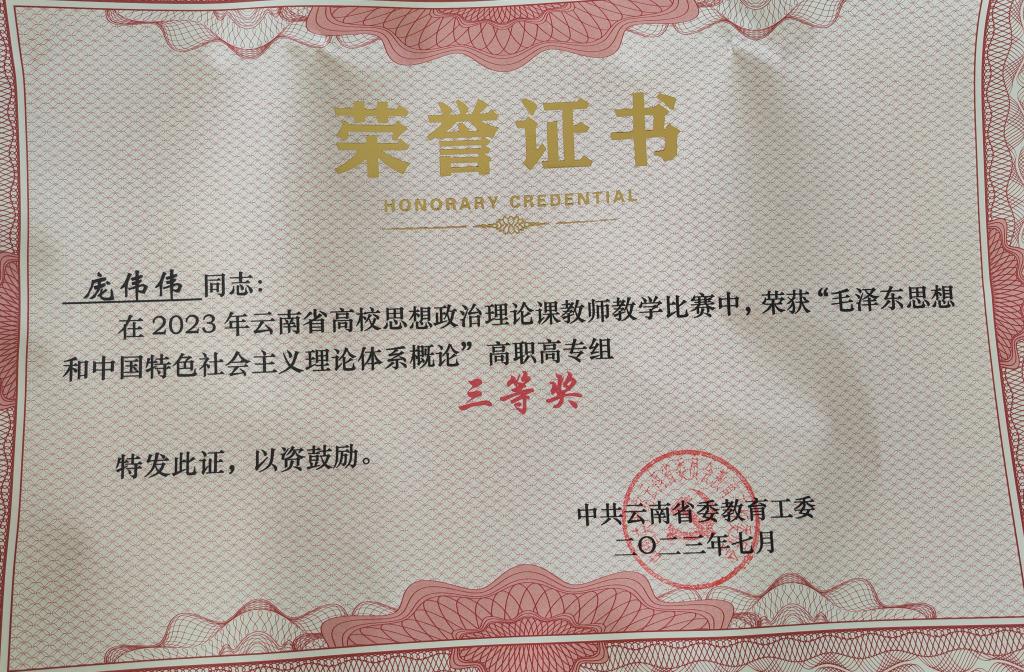 荣誉证书
HONORARY CREDENTIAL
庞伟伟 同志：
在 2023 年云南省高校思想政治理论课教师教学比赛中，荣获“毛泽东思想
和中国特色社会主义理论体系概论”高职高专组
三等奖
特发此证，以资鼓励。
中共云南省委教育工委
二〇二三年七月